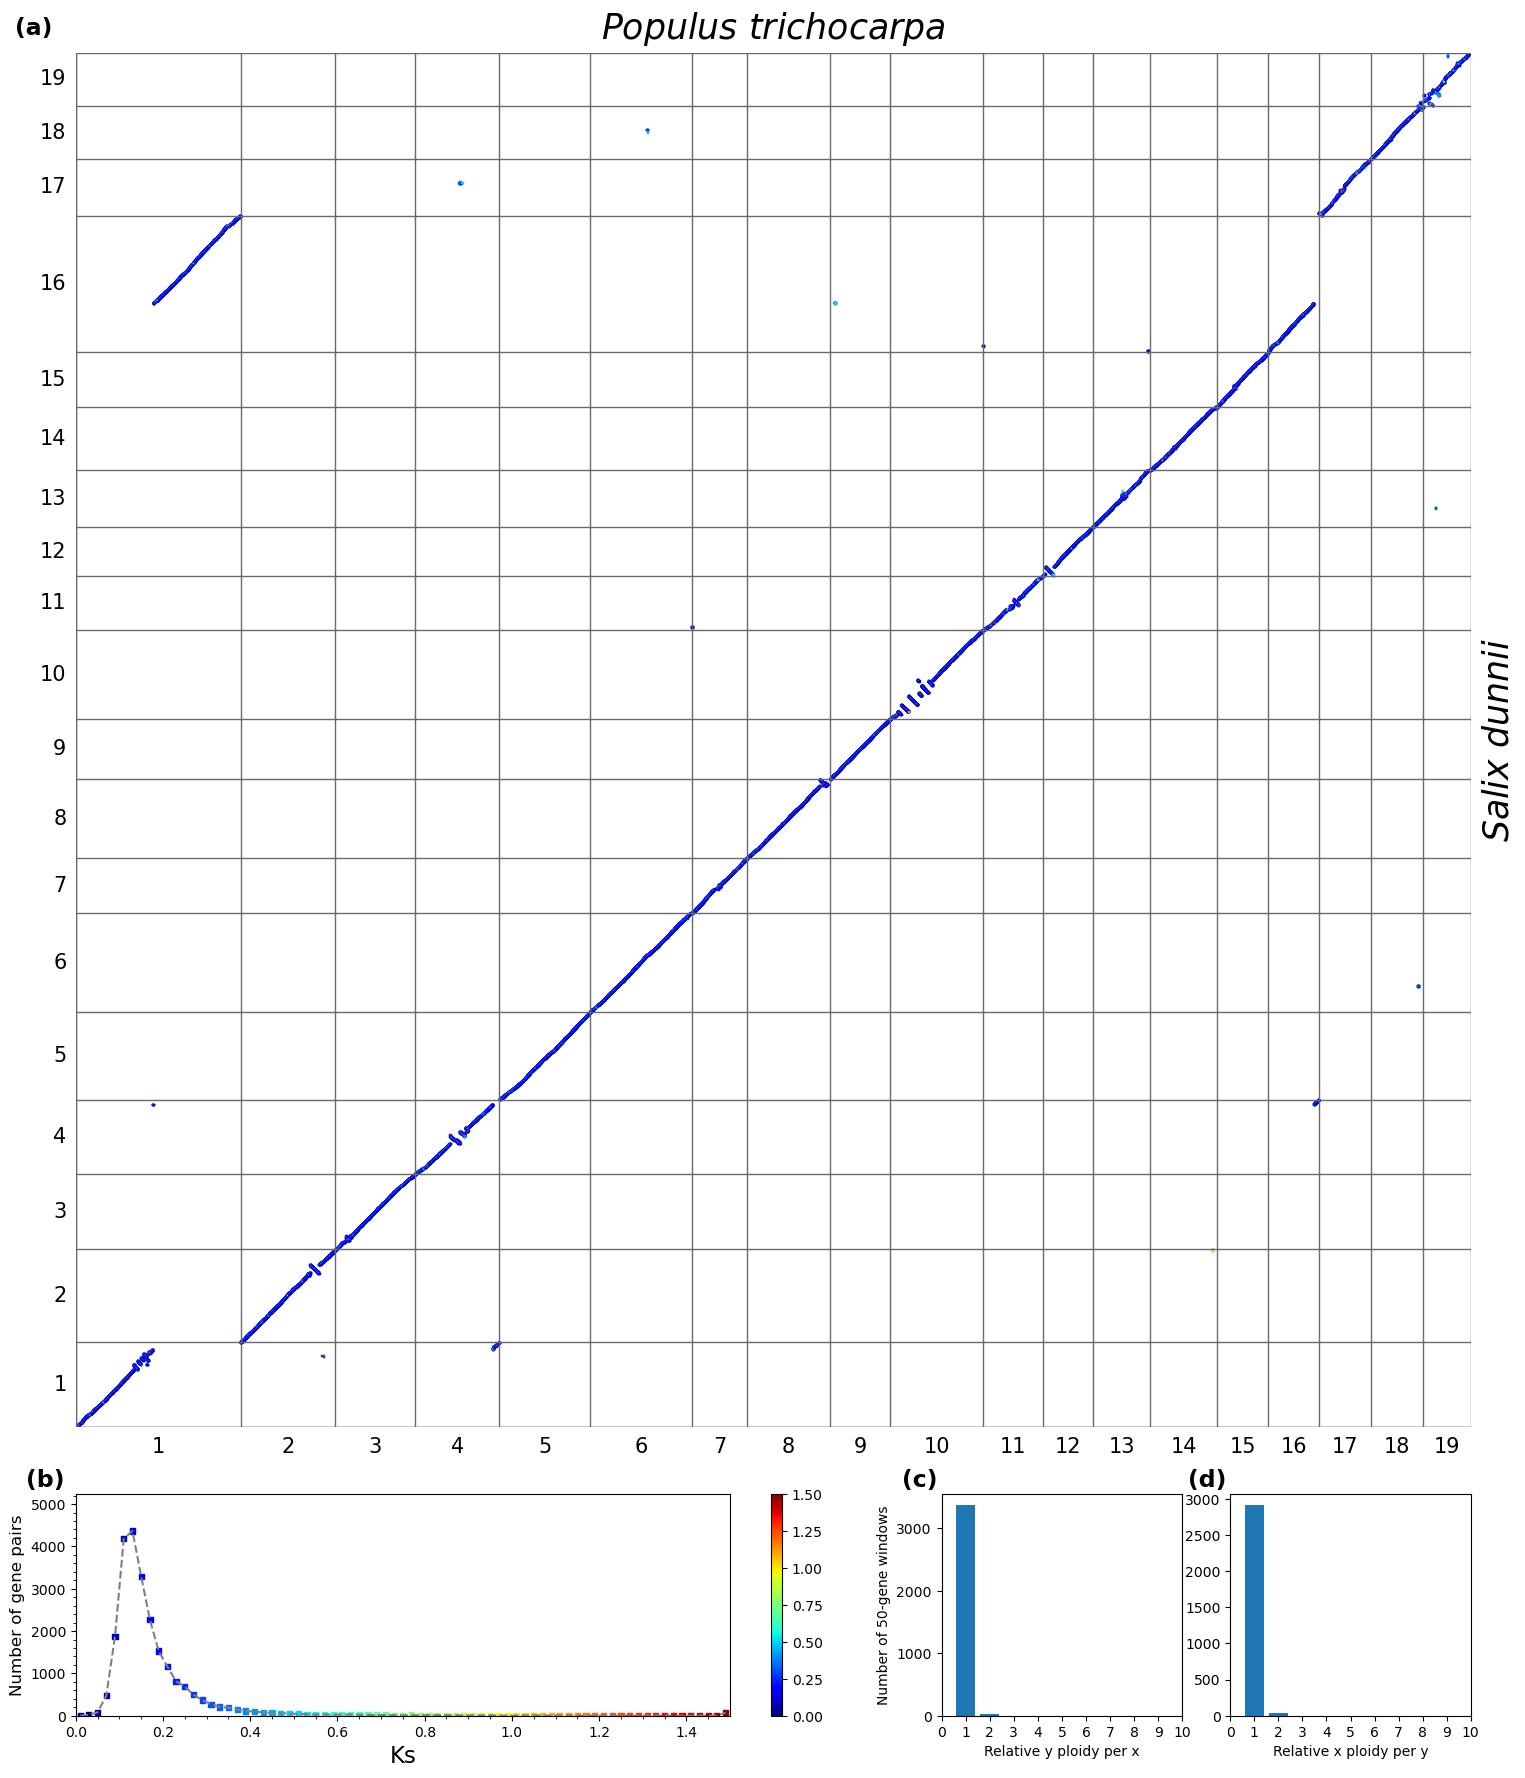 (a)
Populus trichocarpa
19
18
17
16
15
14
13
12
11
10
9
8
7
6
5
4
3
2
1
Salix dunnii
1 2 3 4 5 6 7 8 9 10 11 12 13 14 15 16 17 18 19
(b)
Number of gene pairs
5000
4000
3000
2000
1000
0
0.0 0.2 0.4 0.6 0.8 1.0 1.2 1.4
Ks
1.50
1.25
1.00
0.75
0.50
0.25
0.00
(c)
Number of 50-gene windows
3000
2000
1000
0
0 1 2 3 4 5 6 7 8 9 10
Relative y ploidy per x
(d)
3000
2500
2000
1500
1000
500
0
0 1 2 3 4 5 6 7 8 9 10
Relative x ploidy per y